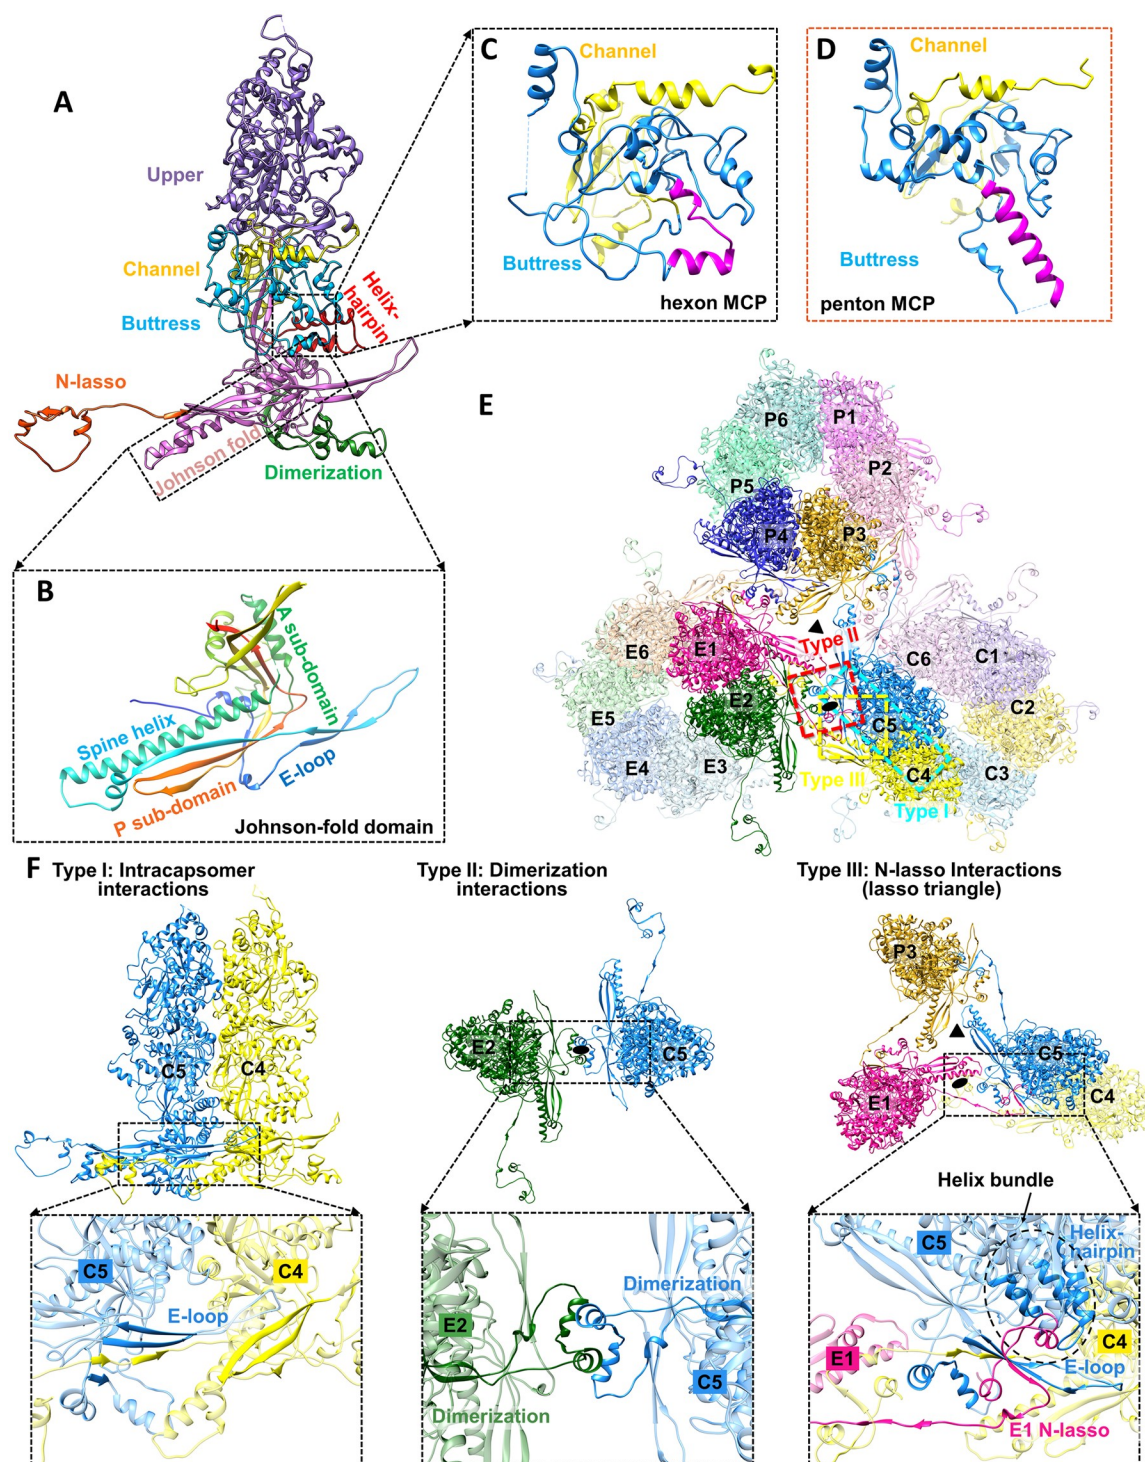 A
Upper
Channel
Buttress
Helix-
hairpin
N-lasso
Johnson fold
Dimerization
C
Channel
Buttress
hexon MCP
D
Channel
Buttress
penton MCP
B
A sub-domain
Spine helix
E-loop
P sub-domain
Johnson-fold domain
E
P6
P1
P2
P5
P4
P3
Type II
E6
E1
C6
C1
E2
C5
C2
E5
E4
E3
Type III
C4
C3
Type I
F
Type I: Intracapsomer
interactions
C5
C4
C5
C4
E-loop
Type II: Dimerization
interactions
E2
C5
Dimerization
E2
C5
Dimerization
Type III: N-lasso Interactions
(lasso triangle)
P3
C5
E1
C4
Helix bundle
C5
Helix-
hairpin
E1
C4
E-loop
E1 N-lasso